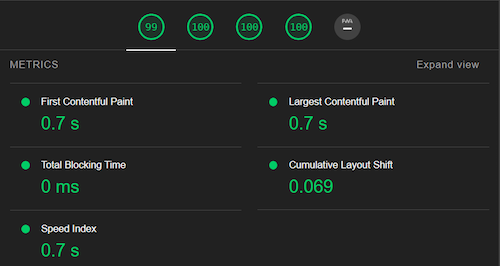 99 100 100 100 PWA
METRICS Expand view
First Contentful Paint Largest Contentful Paint
0.7 s 0.7 s
Total Blocking Time Cumulative Layout Shift
0 ms 0.069
Speed Index
0.7 s